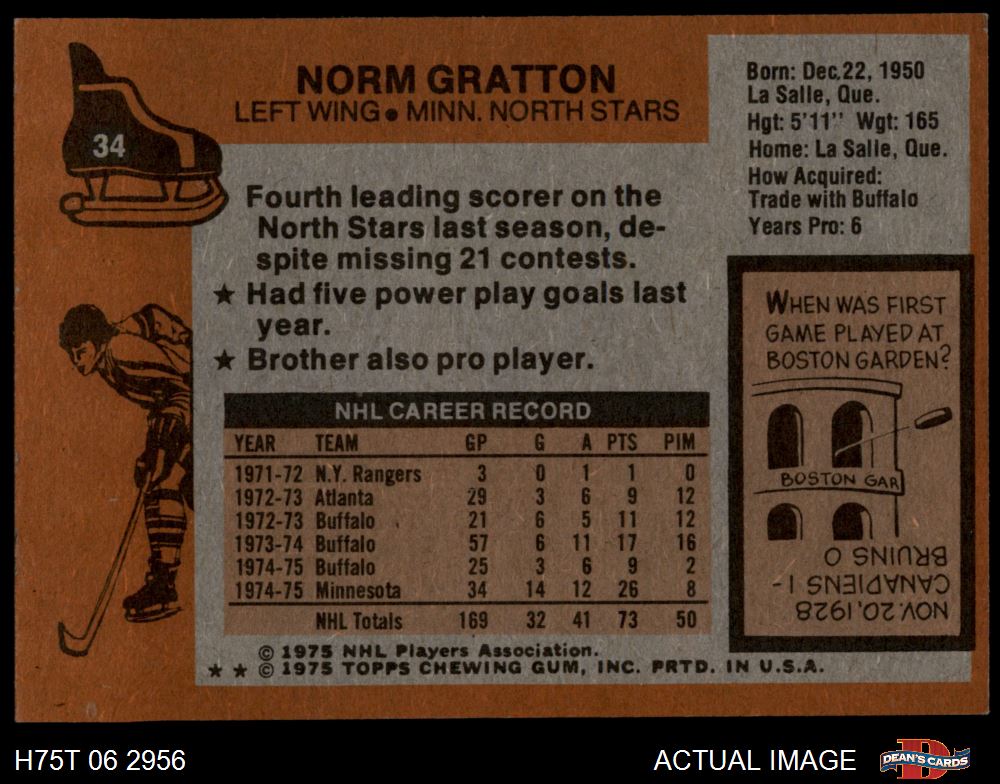 34
NORM GRATTON
LEFT WING ● MINN. NORTH STARS
Born: Dec. 22, 1950
La Salle, Que.
Hgt: 5'11" Wgt: 165
Home: La Salle, Que.
How Acquired:
Trade with Buffalo
Years Pro: 6
Fourth leading scorer on the
North Stars last season, de-
spite missing 21 contests.
★ Had five power play goals last
year.
★ Brother also pro player.
NHL CAREER RECORD
YEAR TEAM GP G A PTS PIM
1971-72 N.Y. Rangers 3 0 1 1 0
1972-73 Atlanta 29 3 6 9 12
1972-73 Buffalo 21 6 5 11 12
1973-74 Buffalo 57 6 11 17 16
1974-75 Buffalo 25 3 6 9 2
1974-75 Minnesota 34 14 12 26 8
NHL Totals 169 32 41 73 50
WHEN WAS FIRST
GAME PLAYED AT
BOSTON GARDEN?
BOSTON GAR
NOV. 20, 1928
CANADIENS 1-
BRUINS 0
© 1975 NHL Players Association.
★ ★ © 1975 TOPPS CHEWING GUM, INC. PRTD. IN U.S.A.
H75T 06 2956
ACTUAL IMAGE
D
DEAN'S CARDS